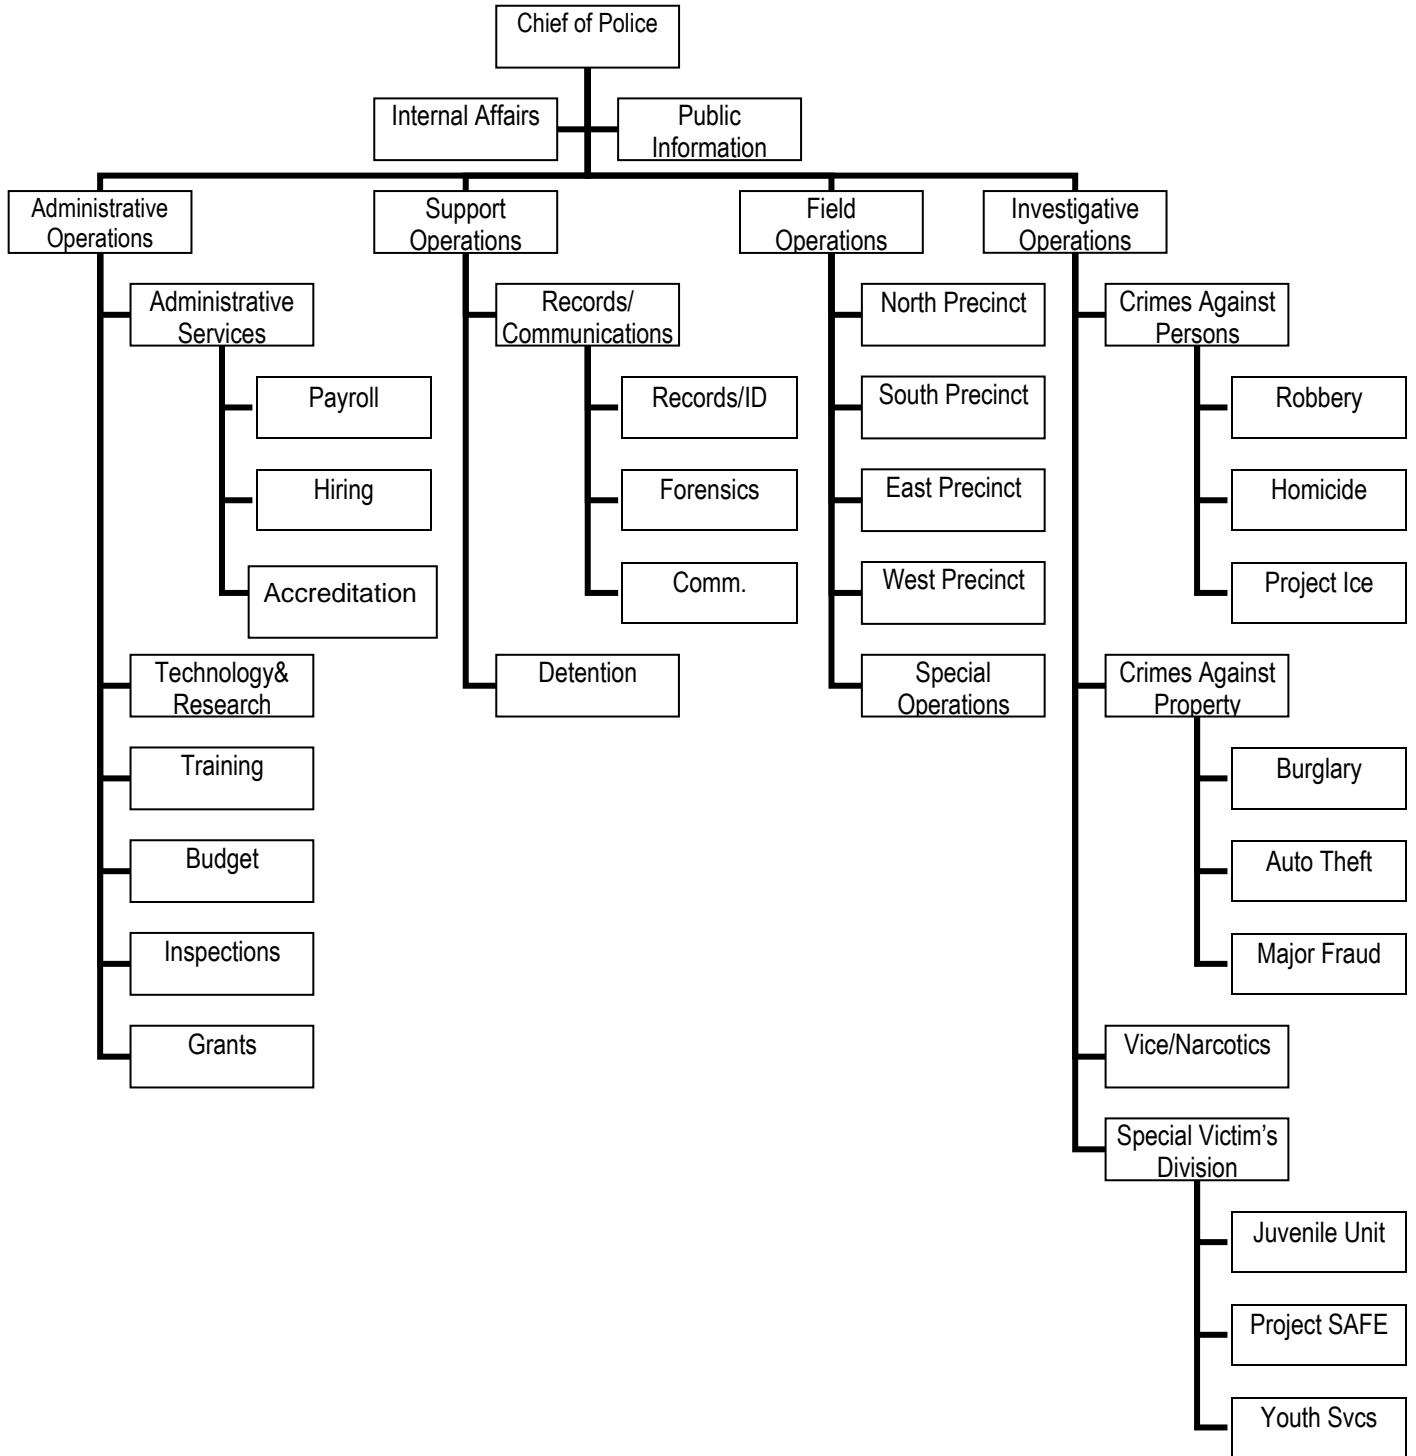 Chief of Police
Internal Affairs
Public
Information
Administrative
Operations
Support
Operations
Field
Operations
Investigative
Operations
Administrative
Services
Payroll
Hiring
Accreditation
Technology&
Research
Training
Budget
Inspections
Grants
Records/
Communications
Records/ID
Forensics
Comm.
Detention
North Precinct
South Precinct
East Precinct
West Precinct
Special
Operations
Crimes Against
Persons
Robbery
Homicide
Project Ice
Crimes Against
Property
Burglary
Auto Theft
Major Fraud
Vice/Narcotics
Special Victim’s
Division
Juvenile Unit
Project SAFE
Youth Svcs